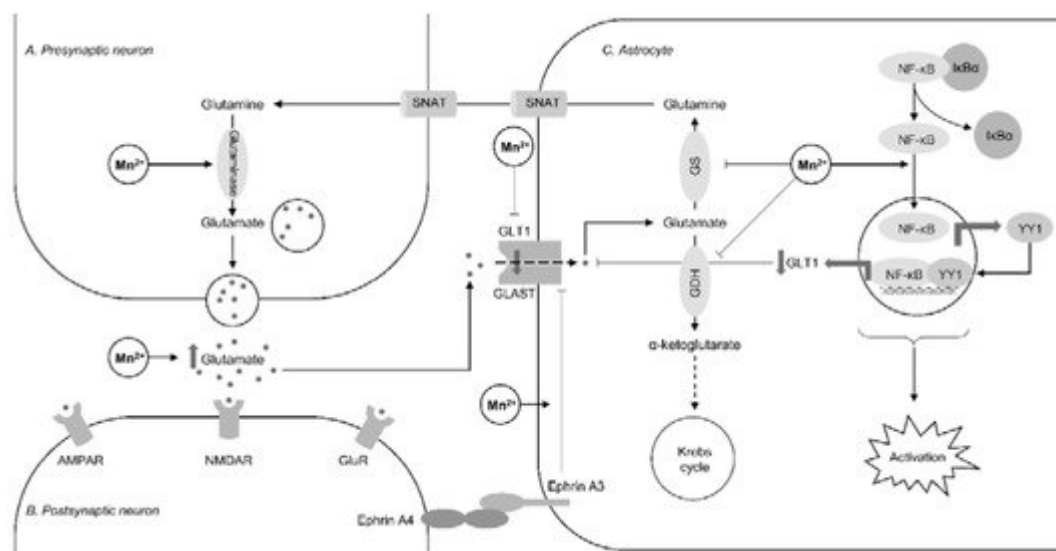 A. Presynaptic neuron
Glutamine
SNAT
SNAT
Mn²⁺
Glutaminase
Glutamate
Mn²⁺
Glutamate
AMPAR
NMDAR
GluR
B. Postsynaptic neuron
Ephrin A4
Ephrin A3
C. Astrocyte
Mn²⁺
GLT1
GLAST
Mn²⁺
Glutamine
GS
Glutamate
GDH
α-ketoglutarate
Krebs
cycle
Mn²⁺
NF-κB
IκBα
NF-κB
IκBα
NF-κB
YY1
NF-κB
YY1
GLT1
Activation